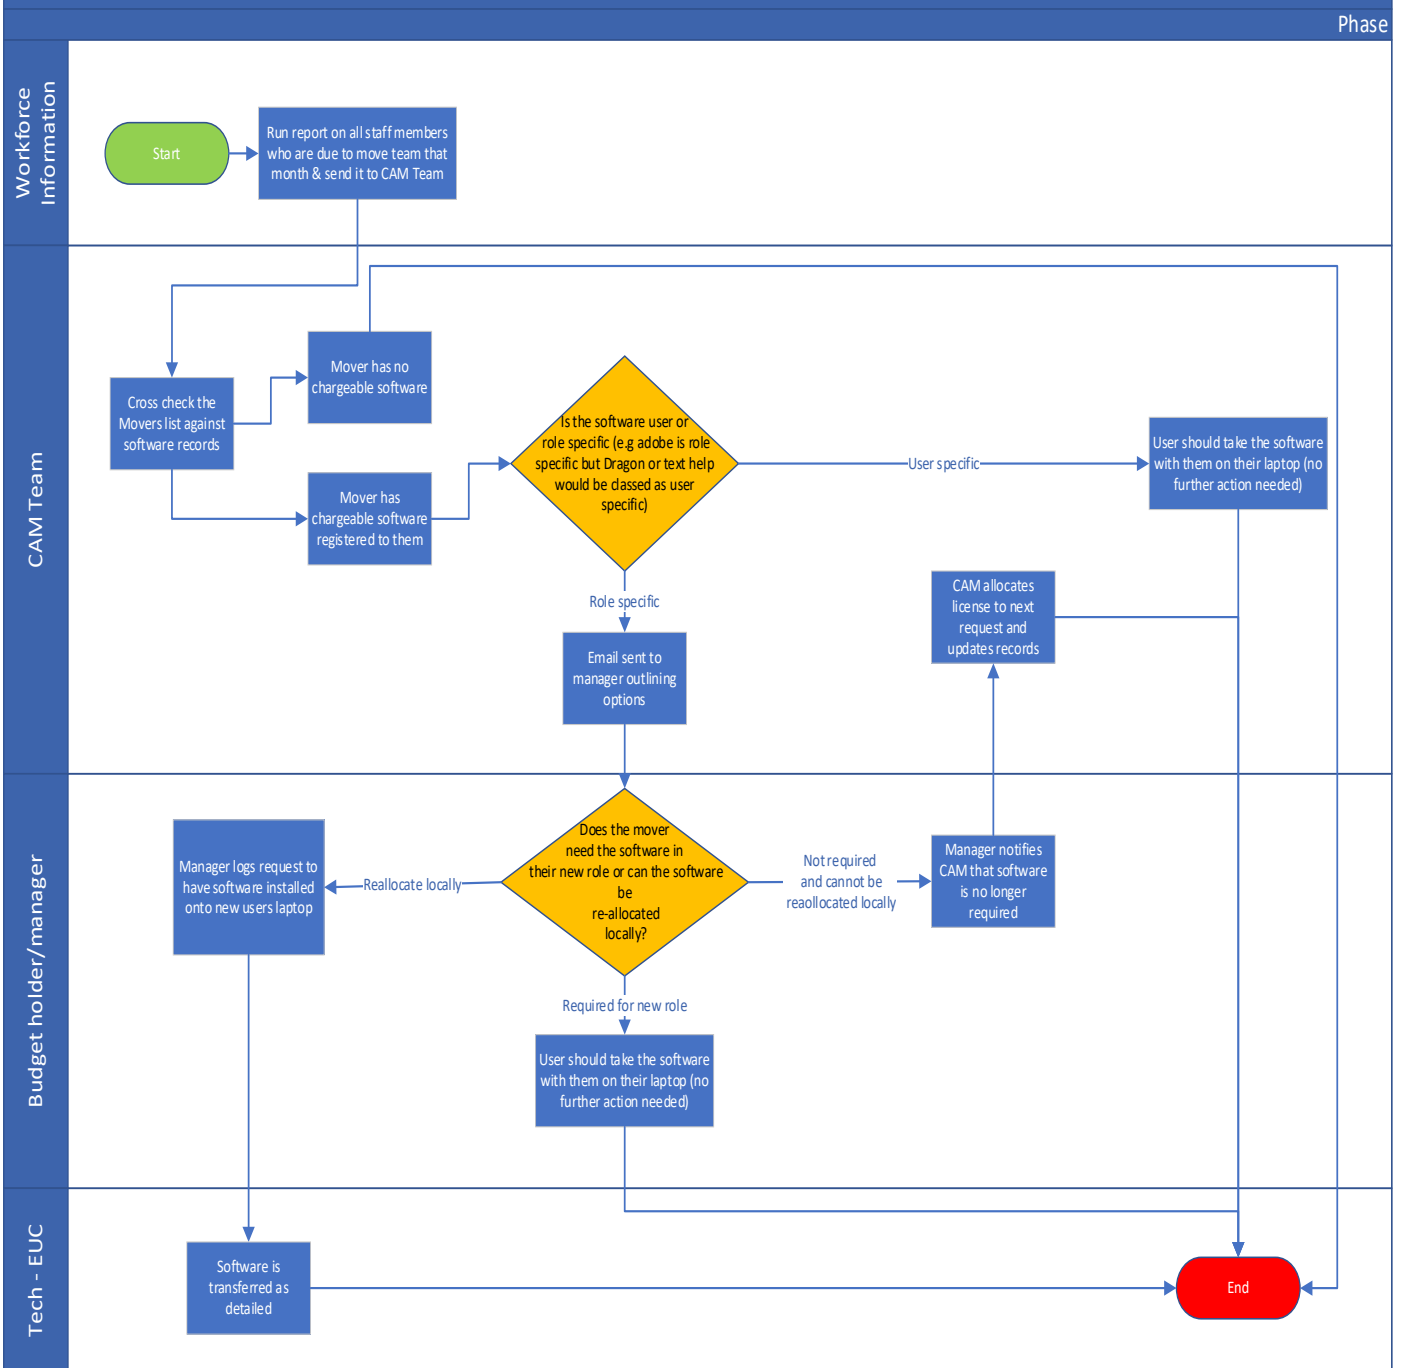 Phase
Workforce
Information
Start
Run report on all staff members
who are due to move team that
month & send it to CAM Team
CAM Team
Mover has no
chargeable software
Cross check the
Movers list against
software records
Mover has
chargeable software
registered to them
Is the software user or
role specific (e.g adobe is role
specific but Dragon or text help
would be classed as user
specific)
User specific
User should take the software
with them on their laptop (no
further action needed)
Role specific
Email sent to
manager outlining
options
CAM allocates
license to next
request and
updates records
Budget holder/manager
Does the mover
need the software in
their new role or can the software
be
re-allocated
locally?
Reallocate locally
Manager logs request to
have software installed
onto new users laptop
Not required
and cannot be
reaollocated locally
Manager notifies
CAM that software
is no longer
required
Required for new role
User should take the software
with them on their laptop (no
further action needed)
Tech - EUC
Software is
transferred as
detailed
End